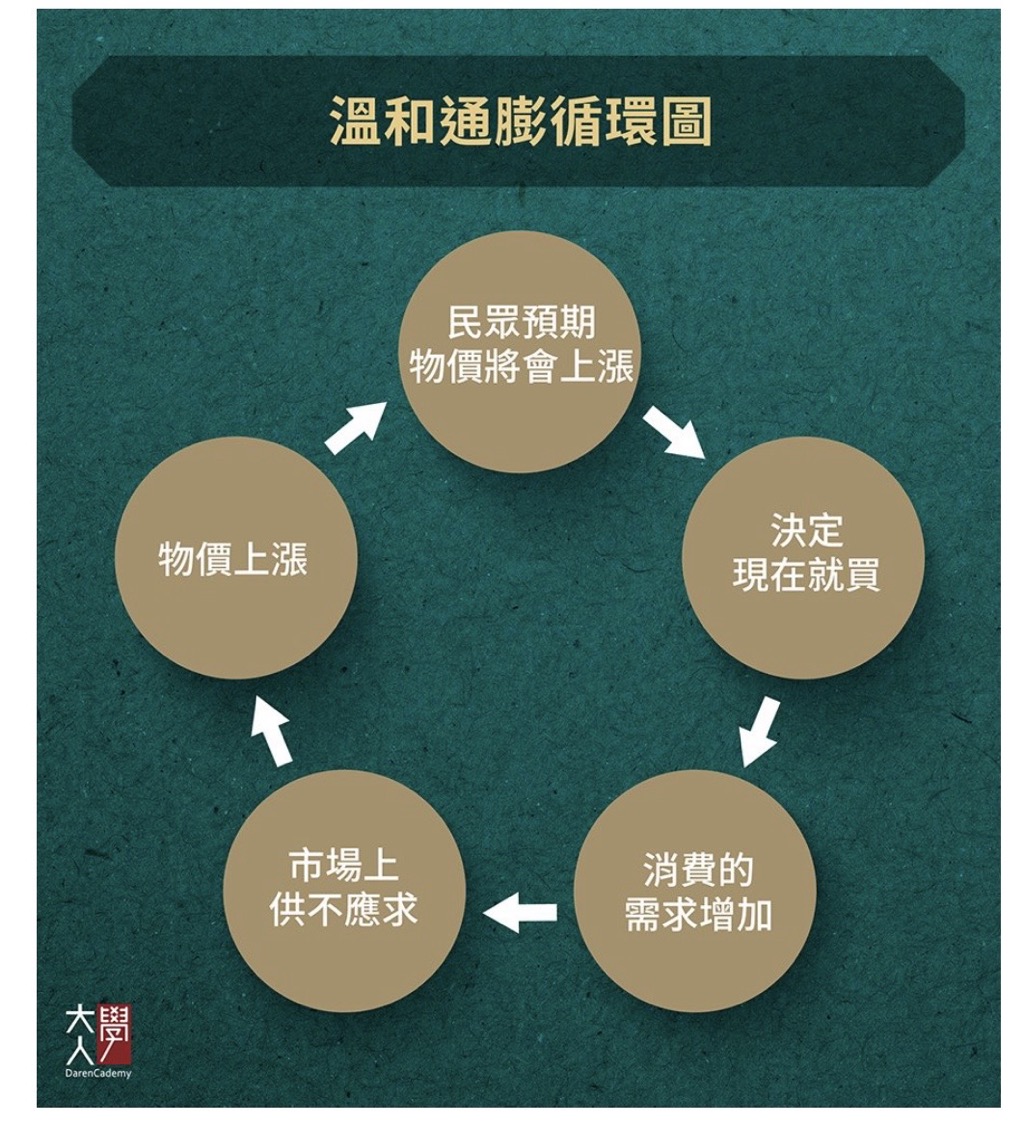 溫和通膨循環圖
民眾預期
物價將會上漲
決定
現在就買
消費的
需求增加
市場上
供不應求
物價上漲
大人學
DarenCademy